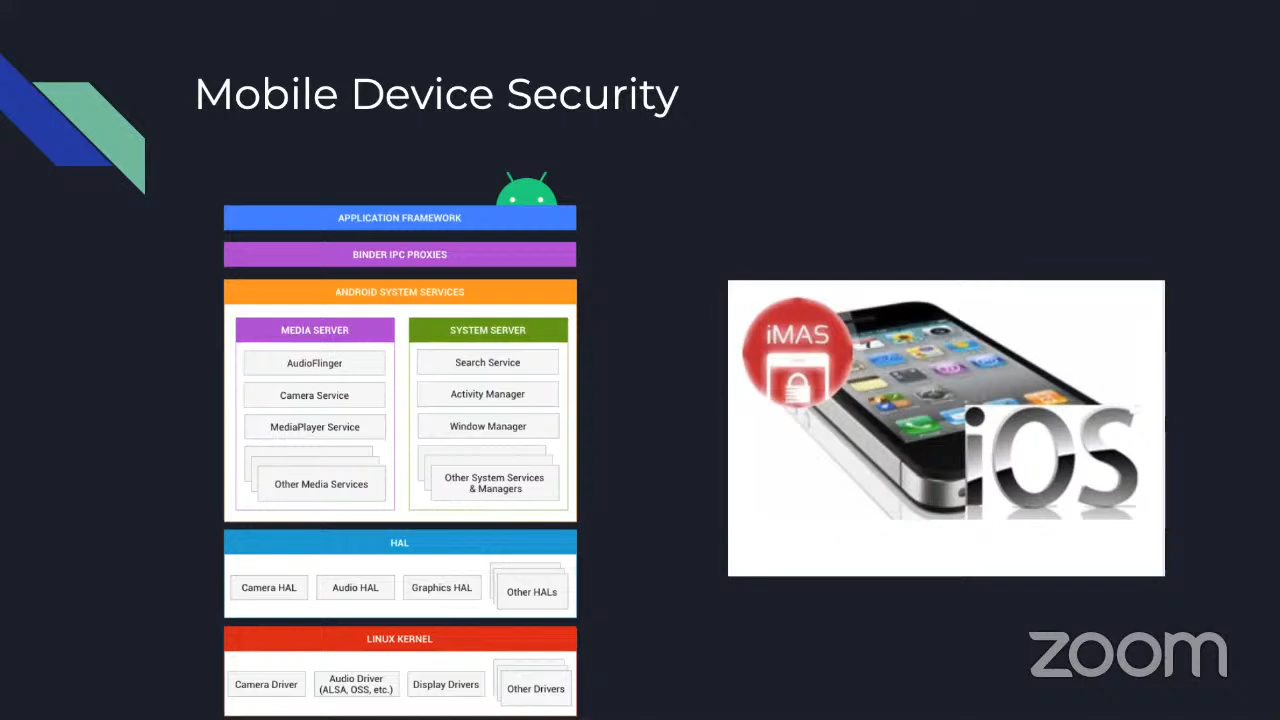 Mobile Device Security
APPLICATION FRAMEWORK
BINDER IPC PROXIES
ANDROID SYSTEM SERVICES
MEDIA SERVER
AudioFlinger
Camera Service
MediaPlayer Service
Other Media Services
SYSTEM SERVER
Search Service
Activity Manager
Window Manager
Other System Services
& Managers
HAL
Camera HAL
Audio HAL
Graphics HAL
Other HALs
LINUX KERNEL
Camera Driver
Audio Driver
(ALSA, OSS, etc.)
Display Drivers
Other Drivers
iMAS
iOS
zoom